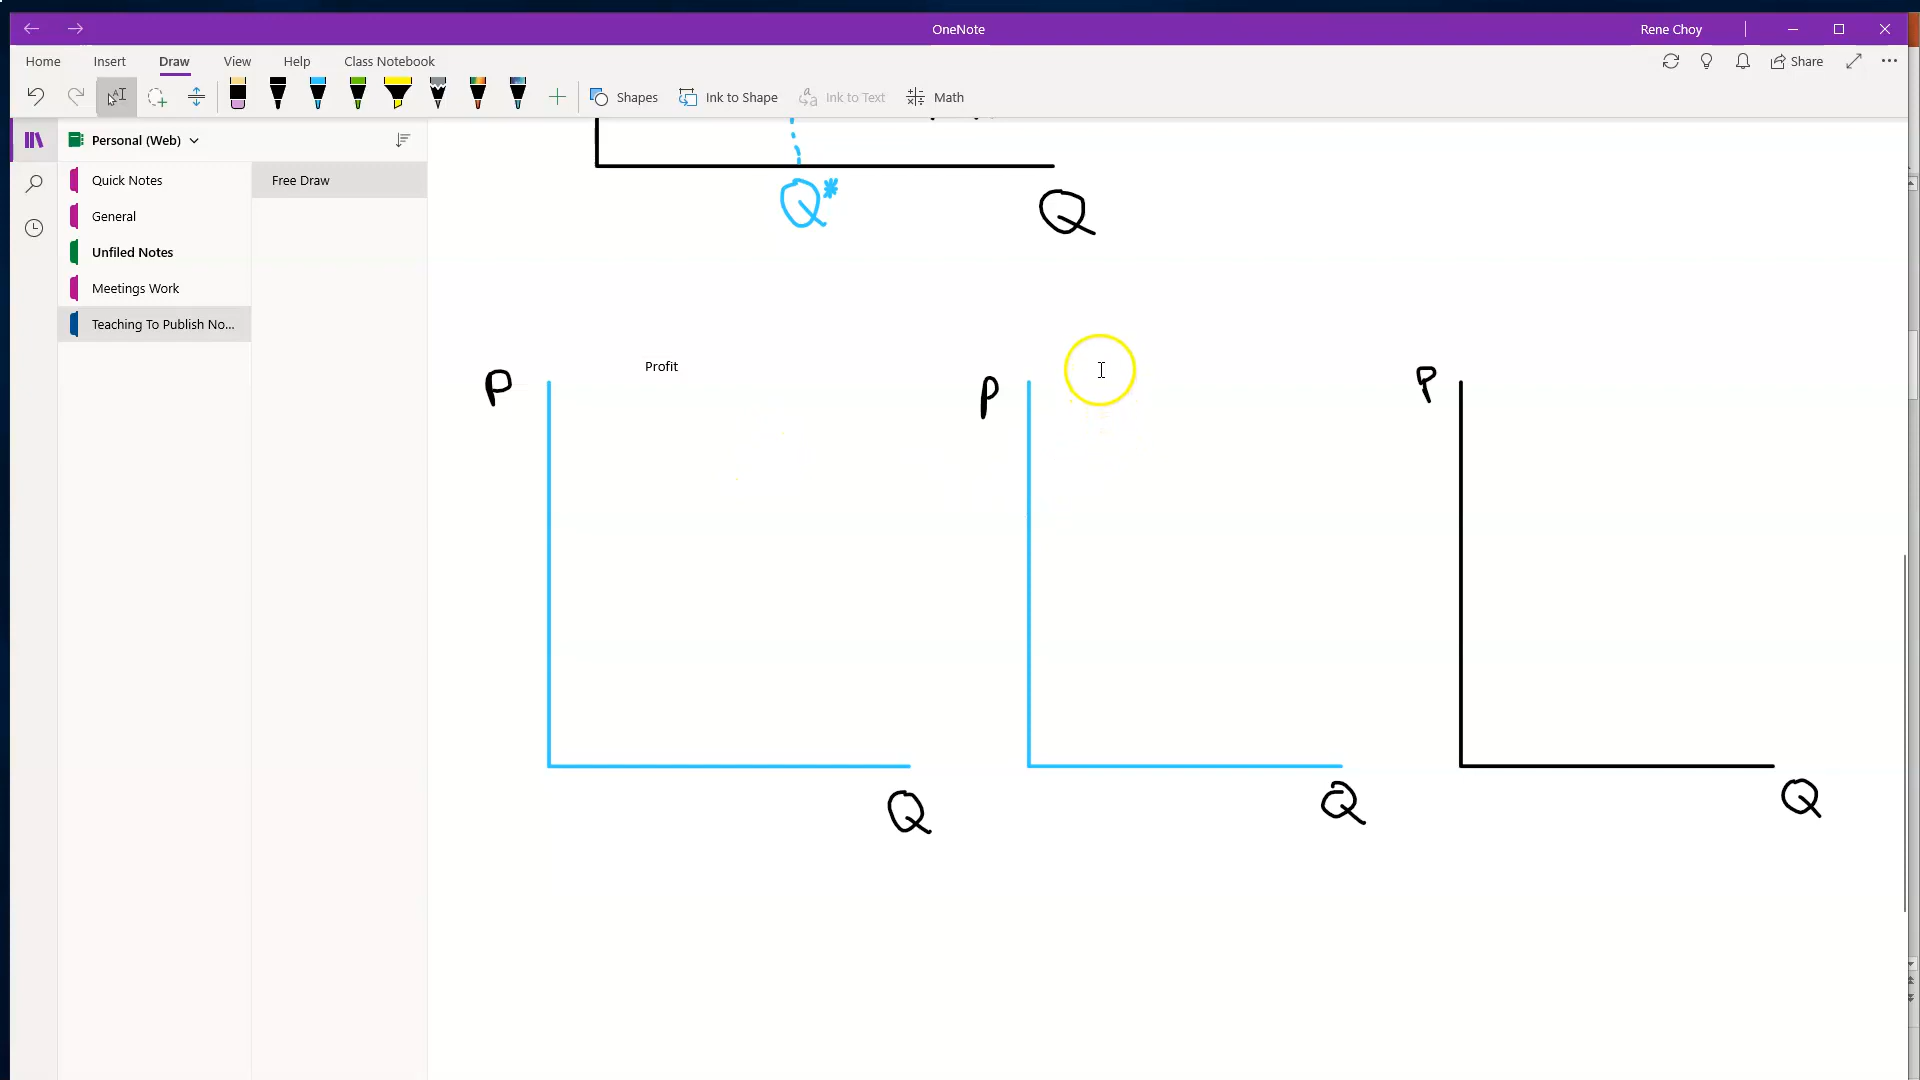 OneNote
Rene Choy
Home Insert Draw View Help Class Notebook
Share
Shapes Ink to Shape Ink to Text Math
Personal (Web)
Quick Notes
Free Draw
General
Unfiled Notes
Meetings Work
Teaching To Publish No...
Q*
Q
Profit
P
P
P
Q
Q
Q